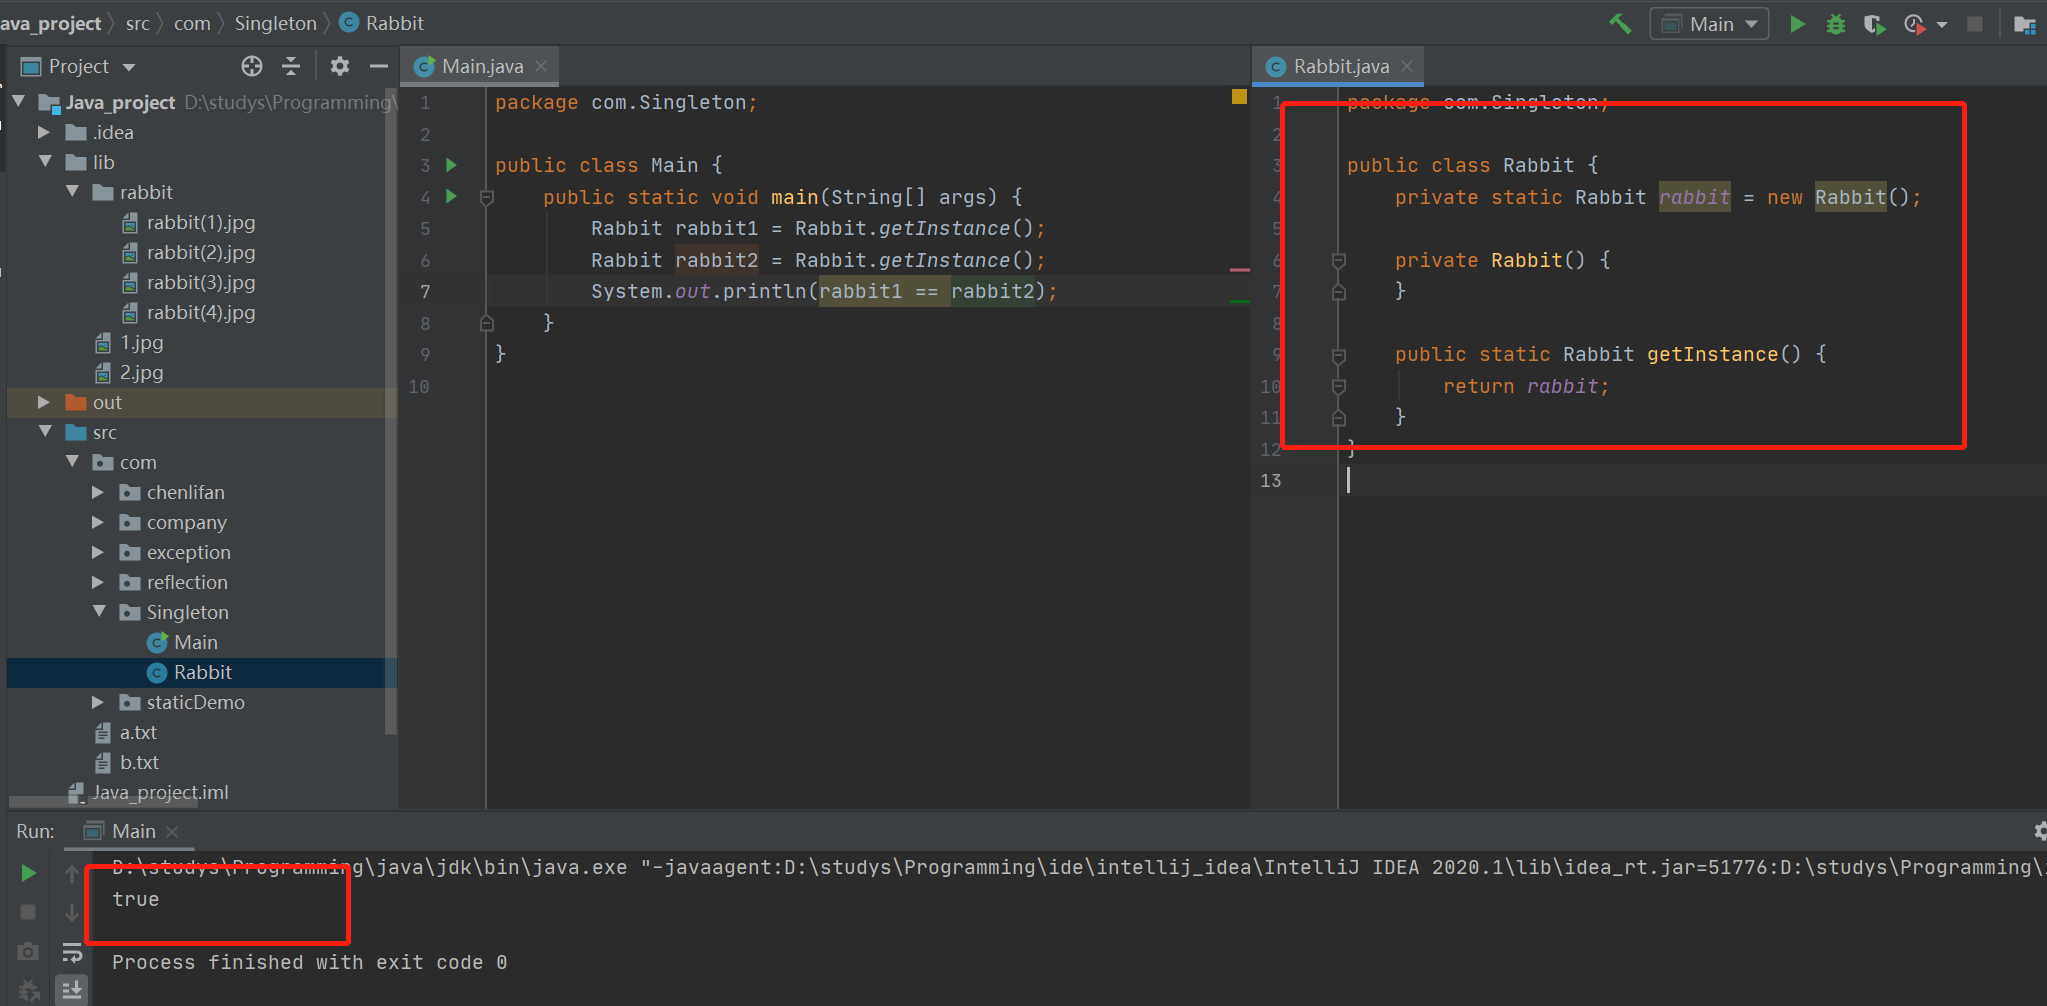 ava_project src com Singleton Rabbit
Main
Project
Java_project D:\studys\Programming\
.idea
lib
rabbit
rabbit(1).jpg
rabbit(2).jpg
rabbit(3).jpg
rabbit(4).jpg
1.jpg
2.jpg
out
src
com
chenlifan
company
exception
reflection
Singleton
Main
Rabbit
staticDemo
a.txt
b.txt
Java_project.iml
Main.java
1 package com.Singleton;
2
3 public class Main {
4 public static void main(String[] args) {
5 Rabbit rabbit1 = Rabbit.getInstance();
6 Rabbit rabbit2 = Rabbit.getInstance();
7 System.out.println(rabbit1 == rabbit2);
8 }
9 }
10
Rabbit.java
1 package com.Singleton;
2
3 public class Rabbit {
4 private static Rabbit rabbit = new Rabbit();
5
6 private Rabbit() {
7 }
8
9 public static Rabbit getInstance() {
10 return rabbit;
11 }
12 }
13
Run: Main
D:\studys\Programming\java\jdk\bin\java.exe "-javaagent:D:\studys\Programming\ide\intellij_idea\IntelliJ IDEA 2020.1\lib\idea_rt.jar=51776:D:\studys\Programming\
true
Process finished with exit code 0